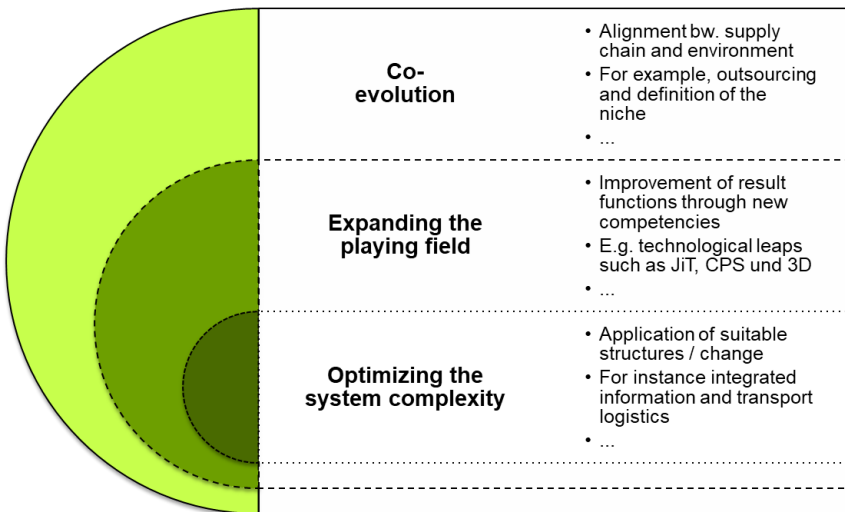 Co-
evolution
• Alignment bw. supply
chain and environment
• For example, outsourcing
and definition of the
niche
• ...
Expanding the
playing field
• Improvement of result
functions through new
competencies
• E.g. technological leaps
such as JiT, CPS und 3D
• ...
Optimizing the
system complexity
• Application of suitable
structures / change
• For instance integrated
information and transport
logistics
• ...